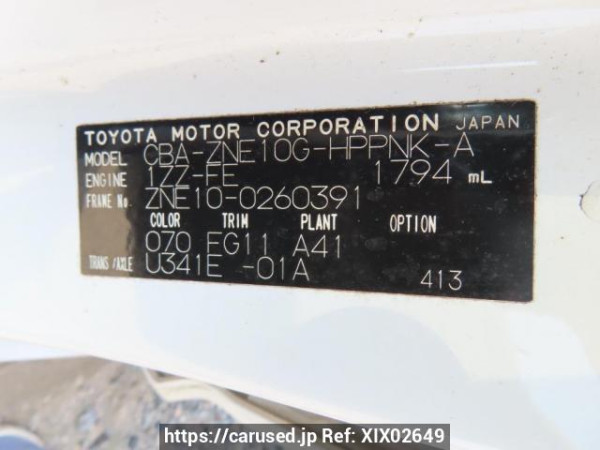 TOYOTA MOTOR CORPORATION JAPAN
MODEL CBA-ZNE10G-HPPNK-A
ENGINE 1ZZ-FE 1794 mL
FRAME No. ZNE10-0260391
COLOR TRIM PLANT OPTION
070 FG11 A41
TRANS/AXLE U341E -01A 413
https://carused.jp Ref: XIX02649